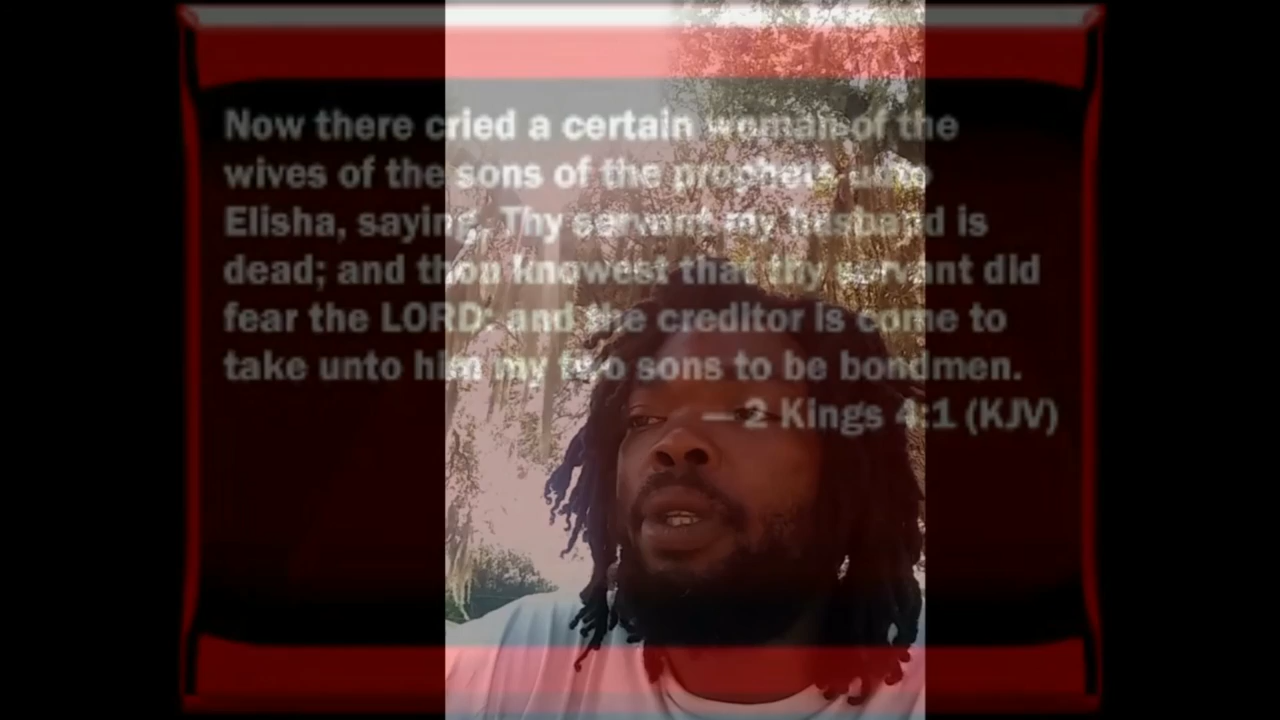 Now there cried a certain woman of the
wives of the sons of the prophets unto
Elisha, saying, Thy servant my husband is
dead; and thou knowest that thy servant did
fear the LORD: and the creditor is come to
take unto him my two sons to be bondmen.
—2 Kings 4:1 (KJV)